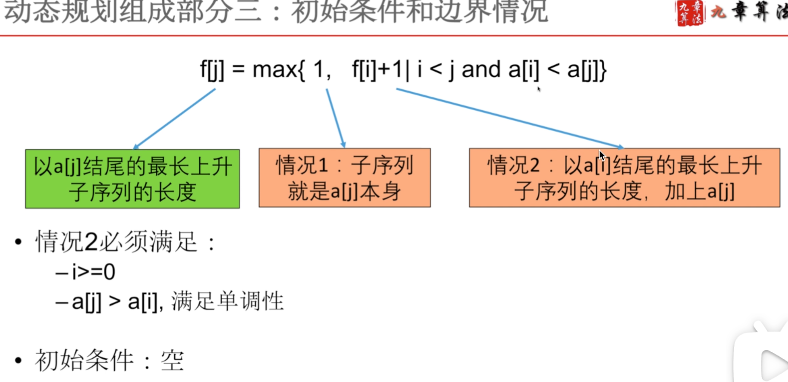 动态规划组成部分三：初始条件和边界情况
九章算法
九章算法
f[j] = max{ 1, f[i]+1| i < j and a[i] < a[j]}
以a[j]结尾的最长上升
子序列的长度
情况1：子序列
就是a[j]本身
情况2：以a[i]结尾的最长上升
子序列的长度，加上a[j]
• 情况2必须满足：
–i>=0
–a[j] > a[i], 满足单调性
• 初始条件：空